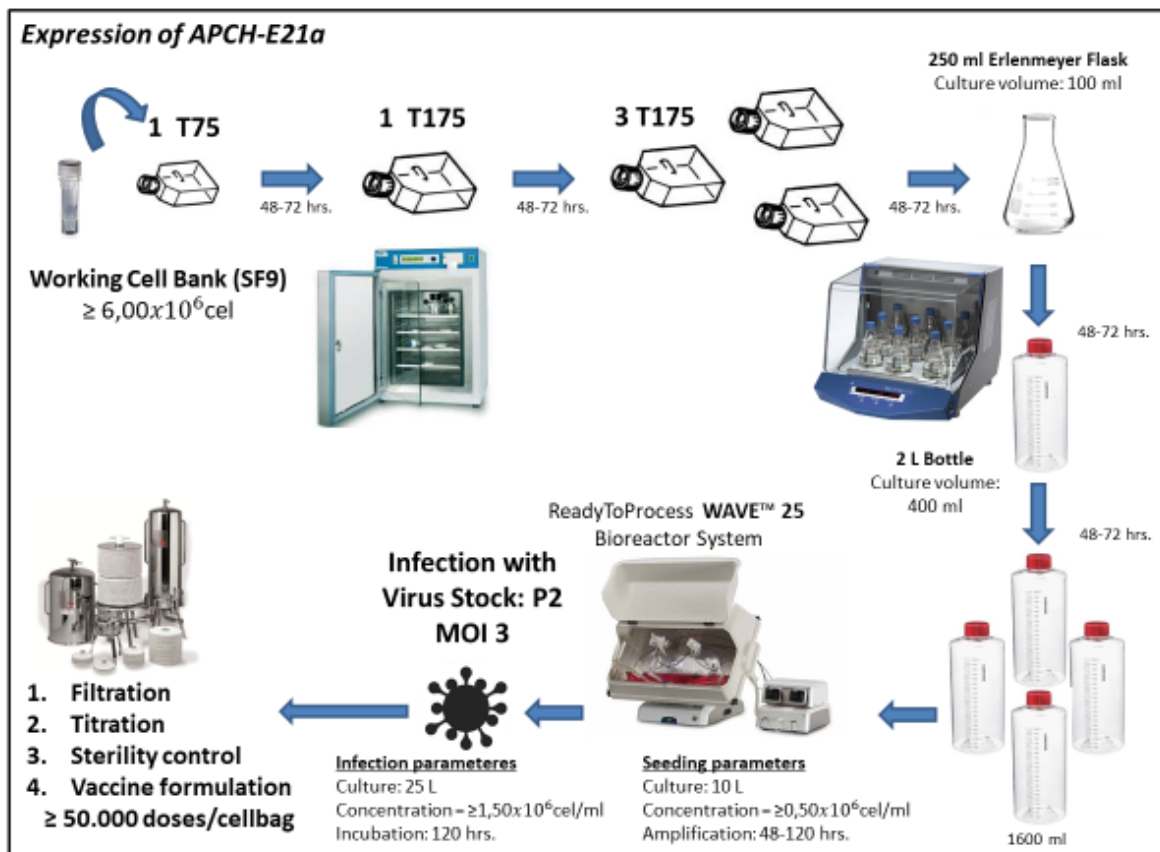 Expression of APCH-E21a
250 ml Erlenmeyer Flask
Culture volume: 100 ml
1 T75
1 T175
3 T175
48-72 hrs.
48-72 hrs.
48-72 hrs.
Working Cell Bank (SF9)
≥ 6,00x10⁶cel
48-72 hrs.
2 L Bottle
Culture volume:
400 ml
48-72 hrs.
ReadyToProcess WAVE™ 25
Bioreactor System
Infection with
Virus Stock: P2
MOI 3
1. Filtration
2. Titration
3. Sterility control
4. Vaccine formulation
≥ 50.000 doses/cellbag
Infection parameteres
Culture: 25 L
Concentration = ≥1,50x10⁶cel/ml
Incubation: 120 hrs.
Seeding parameters
Culture: 10 L
Concentration = ≥0,50x10⁶cel/ml
Amplification: 48-120 hrs.
1600 ml